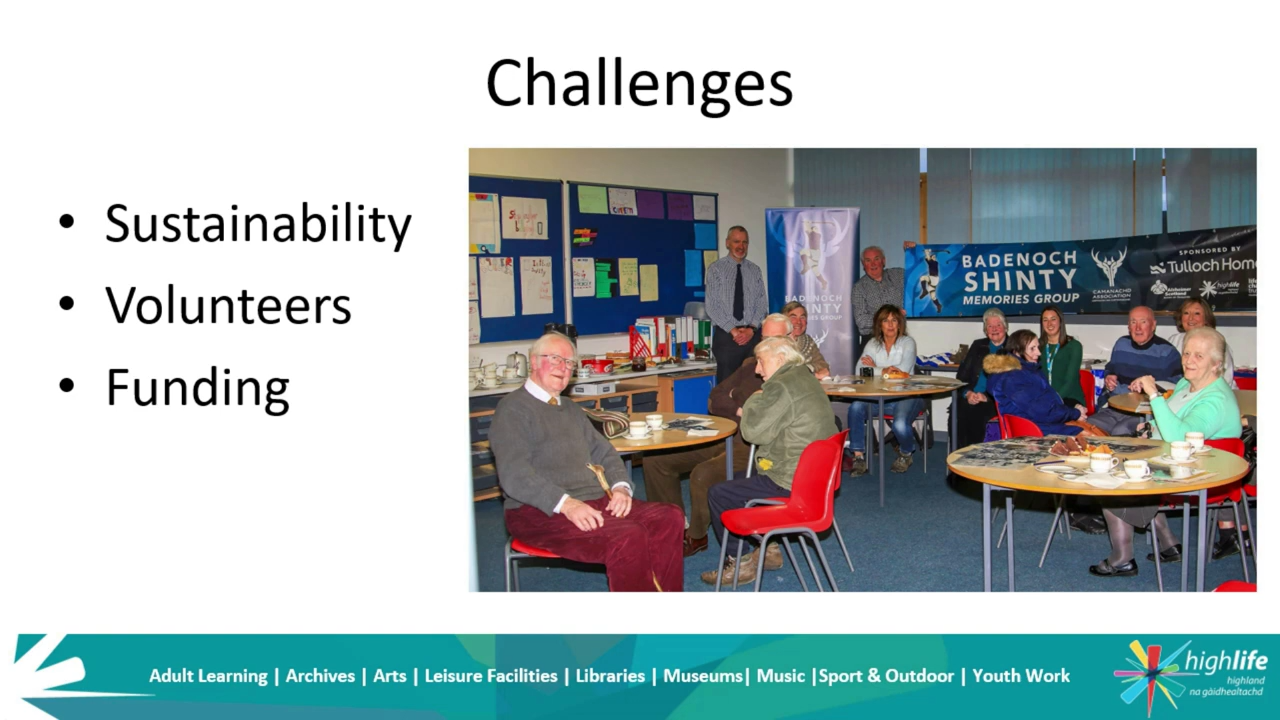 Challenges
• Sustainability
• Volunteers
• Funding
BADENOCH
SHINTY
MEMORIES GROUP
CAMANACHD
ASSOCIATION
SPONSORED BY
Tulloch Home
Alzheimer
Scotland
highlife
BADENOCH
SHINTY
MEMORIES GROUP
Adult Learning | Archives | Arts | Leisure Facilities | Libraries | Museums| Music |Sport & Outdoor | Youth Work
highlife
highland
na gàidhealtachd